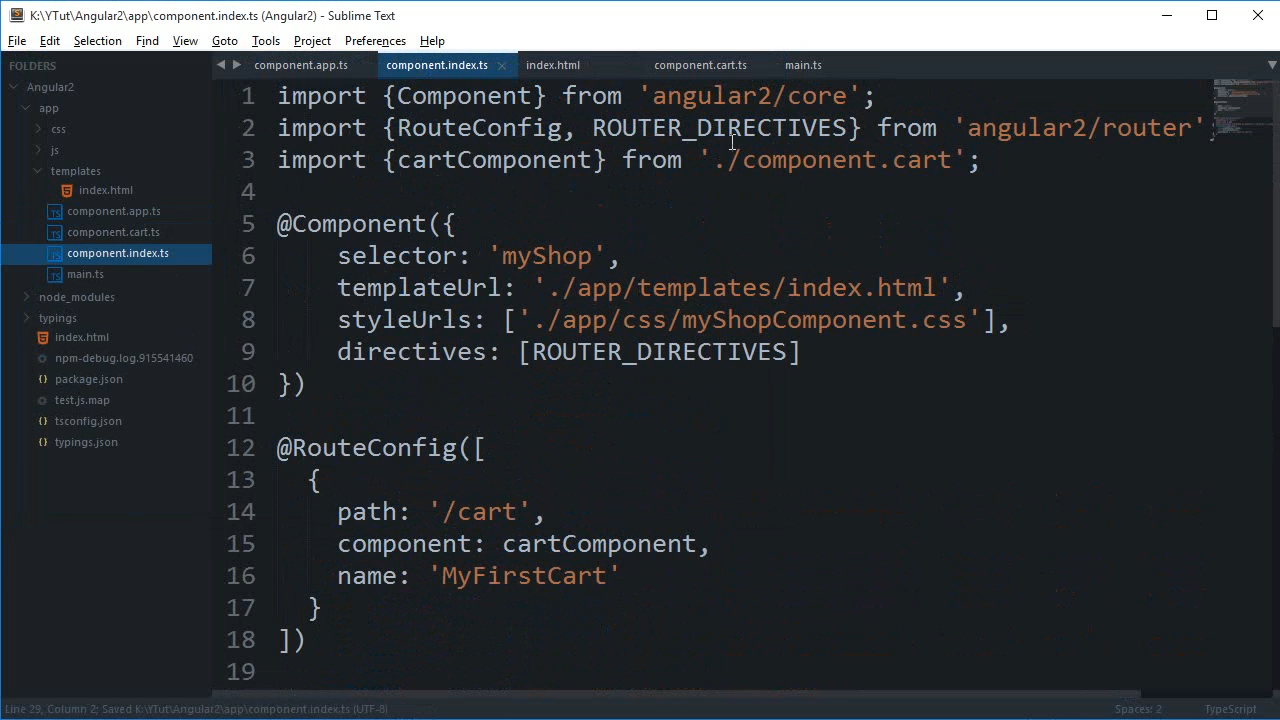 K:\YTut\Angular2\app\component.index.ts (Angular2) - Sublime Text
File Edit Selection Find View Goto Tools Project Preferences Help
FOLDERS
Angular2
app
css
js
templates
index.html
component.app.ts
component.cart.ts
component.index.ts
main.ts
node_modules
typings
index.html
npm-debug.log.915541460
package.json
test.js.map
tsconfig.json
typings.json
component.app.ts component.index.ts × index.html component.cart.ts main.ts
1 import {Component} from 'angular2/core';
2 import {RouteConfig, ROUTER_DIRECTIVES} from 'angular2/router';
3 import {cartComponent} from './component.cart';
4
5 @Component({
6 selector: 'myShop',
7 templateUrl: './app/templates/index.html',
8 styleUrls: ['./app/css/myShopComponent.css'],
9 directives: [ROUTER_DIRECTIVES]
10 })
11
12 @RouteConfig([
13 {
14 path: '/cart',
15 component: cartComponent,
16 name: 'MyFirstCart'
17 }
18 ])
19
Line 29, Column 2; Saved K:\YTut\Angular2\app\component.index.ts (UTF-8) Spaces: 2 TypeScript